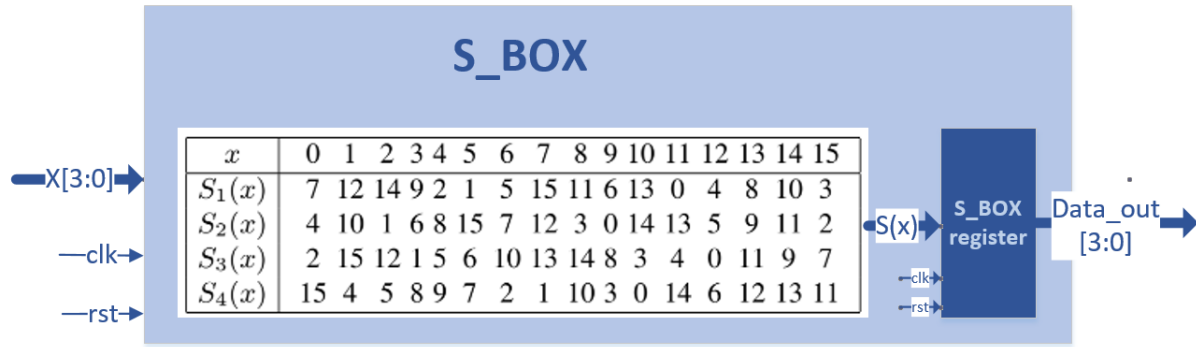 S_BOX
x 0 1 2 3 4 5 6 7 8 9 10 11 12 13 14 15
S₁(x) 7 12 14 9 2 1 5 15 11 6 13 0 4 8 10 3
S₂(x) 4 10 1 6 8 15 7 12 3 0 14 13 5 9 11 2
S₃(x) 2 15 12 1 5 6 10 13 14 8 3 4 0 11 9 7
S₄(x) 15 4 5 8 9 7 2 1 10 3 0 14 6 12 13 11
X[3:0]
clk
rst
S(x)
S_BOX
register
clk
rst
Data_out
[3:0]